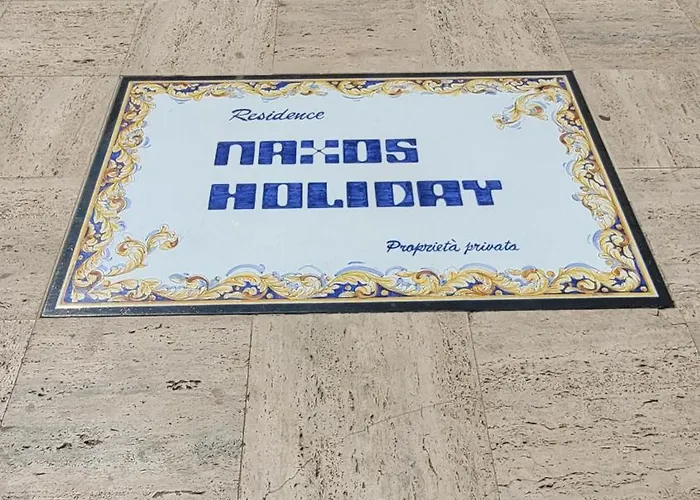 Residence
NAXOS
HOLIDAY
Proprietà privata